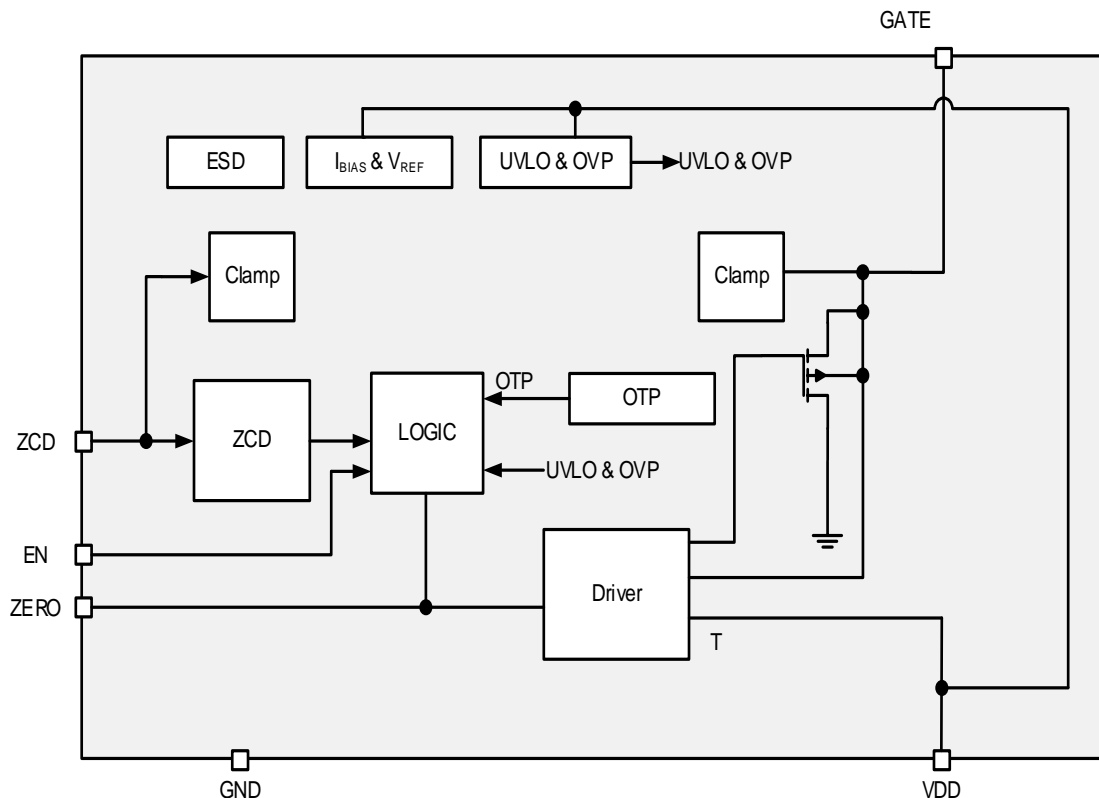 GATE
ESD
IBIAS & VREF
UVLO & OVP
UVLO & OVP
Clamp
Clamp
OTP
OTP
ZCD
ZCD
LOGIC
UVLO & OVP
EN
ZERO
Driver
T
GND
VDD